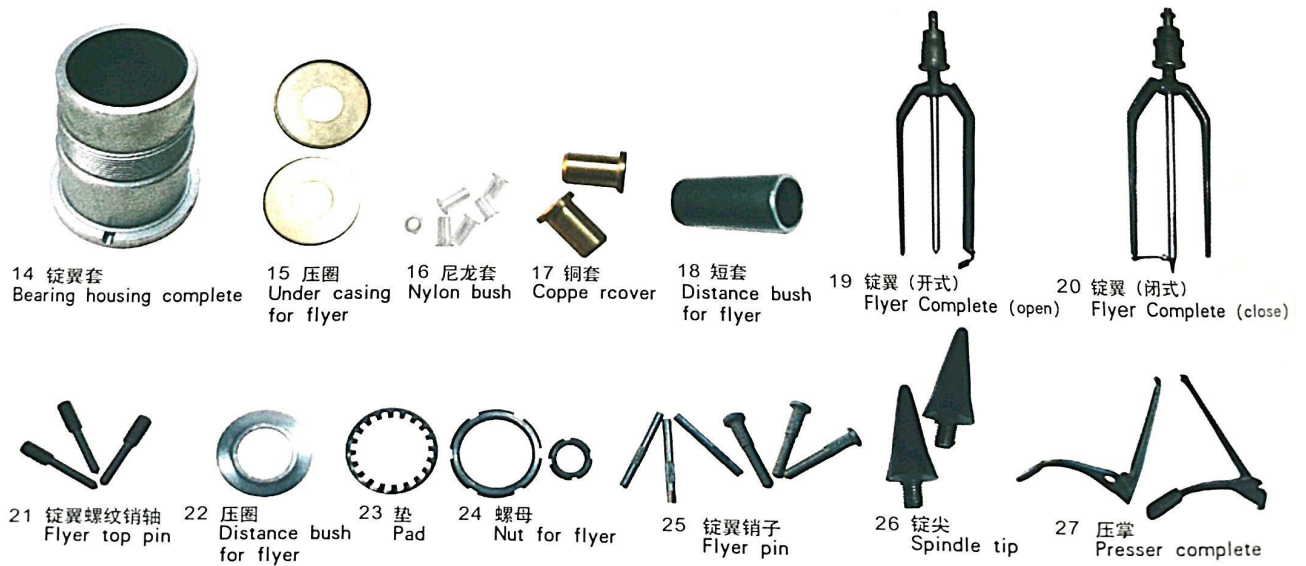 14 锭翼套
Bearing housing complete
15 压圈
Under casing
for flyer
16 尼龙套
Nylon bush
17 铜套
Coppe rcover
18 短套
Distance bush
for flyer
19 锭翼 (开式)
Flyer Complete (open)
20 锭翼 (闭式)
Flyer Complete (close)
21 锭翼螺纹销轴
Flyer top pin
22 压圈
Distance bush
for flyer
23 垫
Pad
24 螺母
Nut for flyer
25 锭翼销子
Flyer pin
26 锭尖
Spindle tip
27 压掌
Presser complete